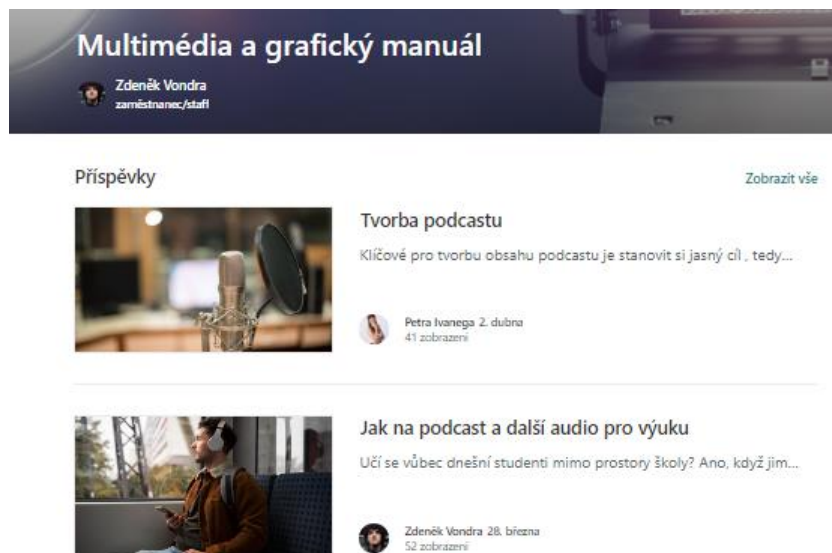 Multimédia a grafický manuál
Zdeněk Vondra
zaměstnanec/staff
Příspěvky
Zobrazit vše
Tvorba podcastu
Klíčové pro tvorbu obsahu podcastu je stanovit si jasný cíl , tedy...
Petra Ivanega 2. dubna
41 zobrazení
Jak na podcast a další audio pro výuku
Učí se vůbec dnešní studenti mimo prostory školy? Ano, když jim...
Zdeněk Vondra 28. března
52 zobrazení